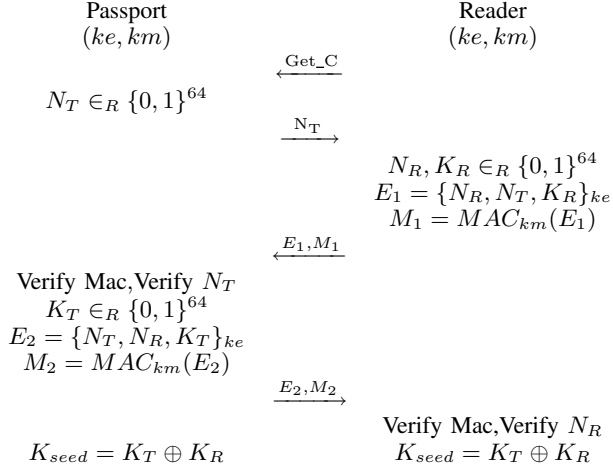 Passport Reader
(ke, km) (ke, km)
Get_C
N_T ∈_R {0, 1}^64
N_T
N_R, K_R ∈_R {0, 1}^64
E_1 = {N_R, N_T, K_R}_ke
M_1 = MAC_km(E_1)
E_1,M_1
Verify Mac,Verify N_T
K_T ∈_R {0, 1}^64
E_2 = {N_T, N_R, K_T}_ke
M_2 = MAC_km(E_2)
E_2,M_2
Verify Mac,Verify N_R
K_seed = K_T ⊕ K_R K_seed = K_T ⊕ K_R